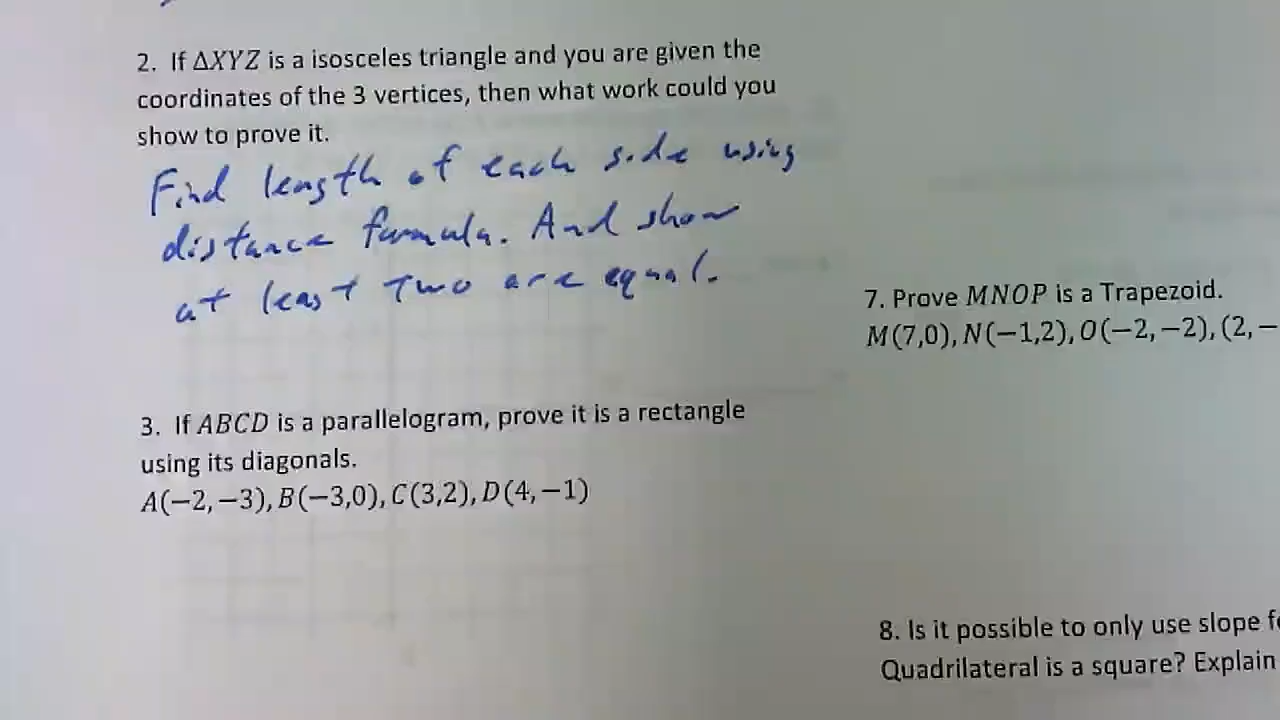 2. If ΔXYZ is a isosceles triangle and you are given the
coordinates of the 3 vertices, then what work could you
show to prove it.
Find length of each side using
distance formula. And show
at least two are equal.
3. If ABCD is a parallelogram, prove it is a rectangle
using its diagonals.
A(−2,−3), B(−3,0), C(3,2), D(4,−1)
7. Prove MNOP is a Trapezoid.
M(7,0), N(−1,2), O(−2,−2), (2,−
8. Is it possible to only use slope
Quadrilateral is a square? Explain